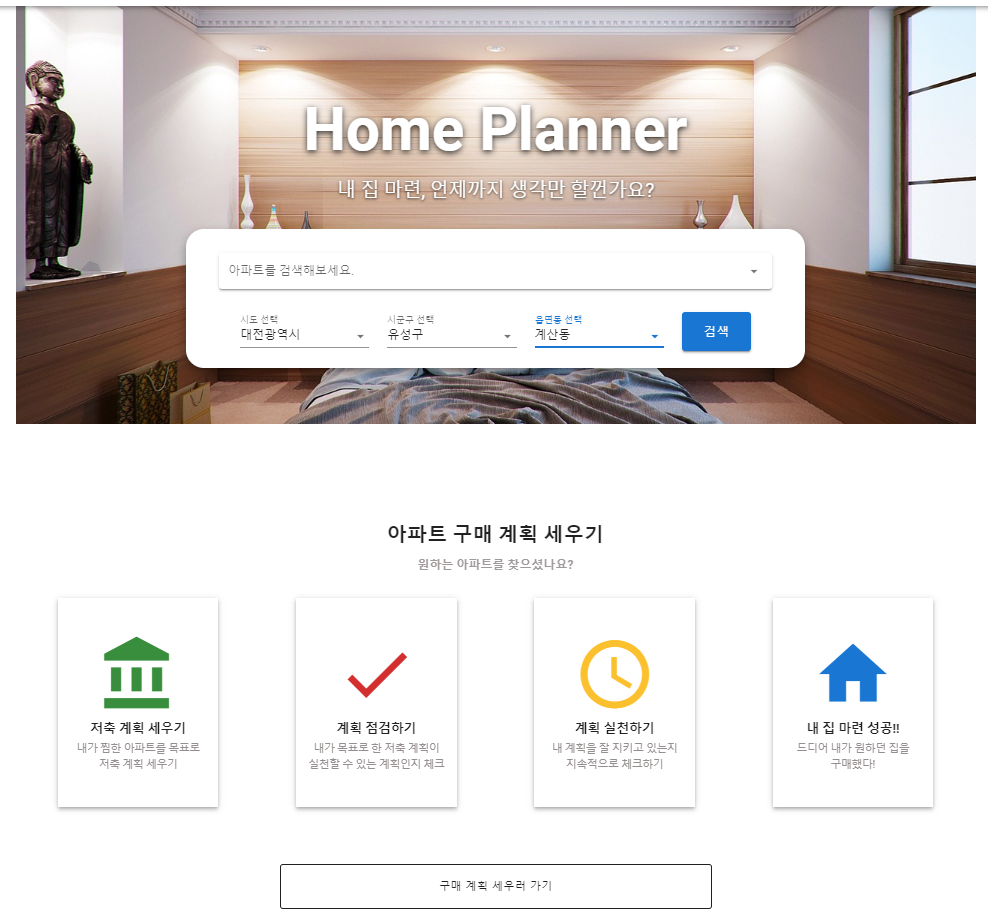 Home Planner
내 집 마련, 언제까지 생각만 할껀가요?
아파트를 검색해보세요.
시도 선택 시군구 선택 읍면동 선택
대전광역시 유성구 계산동 검색
아파트 구매 계획 세우기
원하는 아파트를 찾으셨나요?
저축 계획 세우기
내가 찜한 아파트를 목표로
저축 계획 세우기
계획 점검하기
내가 목표로 한 저축 계획이
실천할 수 있는 계획인지 체크
계획 실천하기
내 계획을 잘 지키고 있는지
지속적으로 체크하기
내 집 마련 성공!!
드디어 내가 원하던 집을
구매했다!
구매 계획 세우러 가기